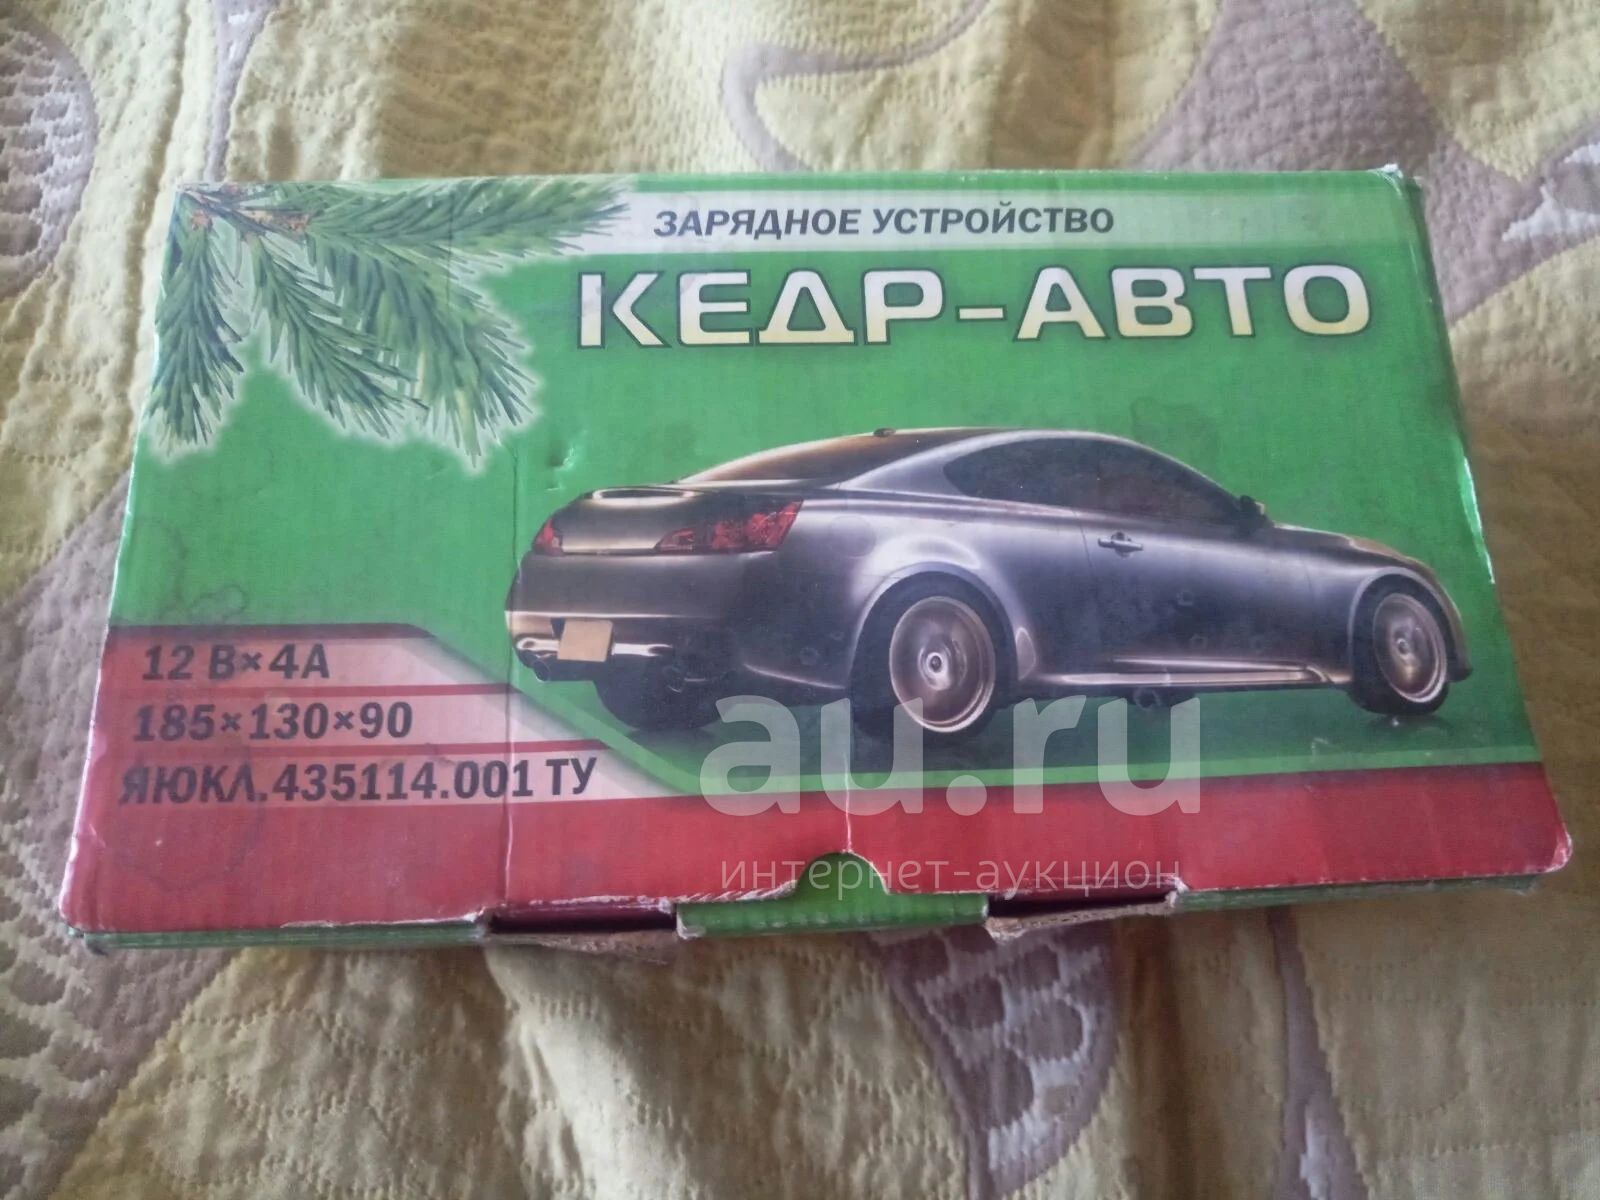 ЗАРЯДНОЕ УСТРОЙСТВО
КЕДР-АВТО
12 В×4А
185×130×90
ЯЮКЛ.435114.001 ТУ
au.ru
интернет-аукцион